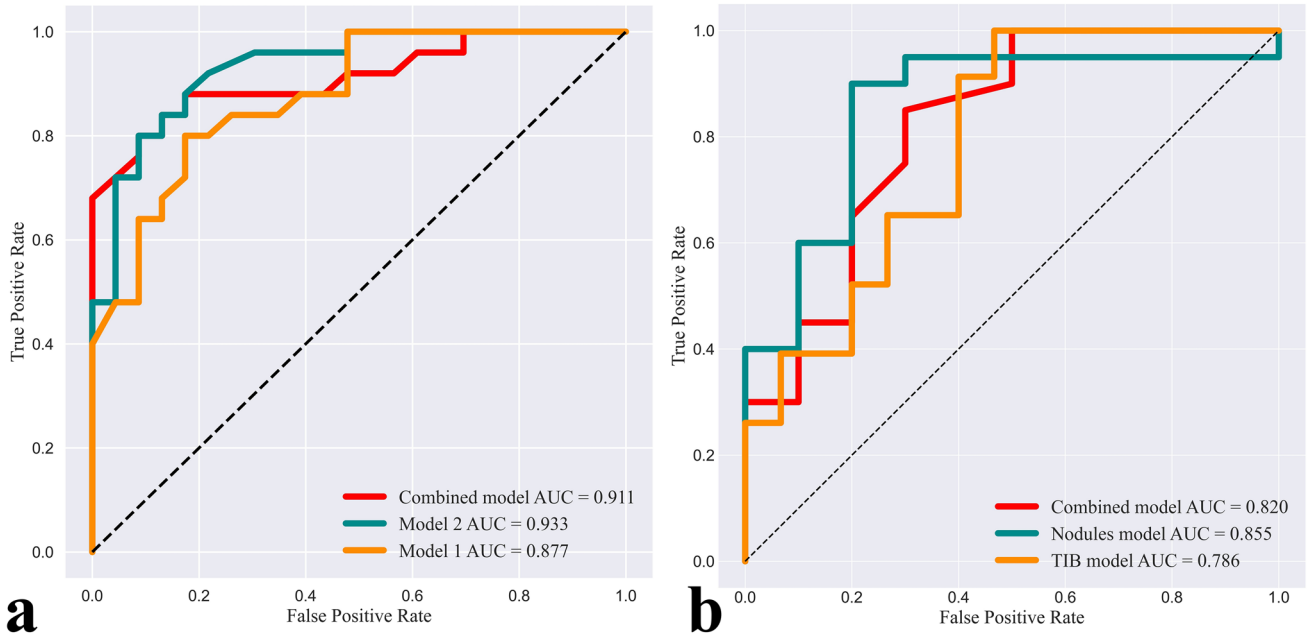 1.0
0.8
0.6
0.4
0.2
0.0
True Positive Rate
Combined model AUC = 0.911
Model 2 AUC = 0.933
Model 1 AUC = 0.877
0.0 0.2 0.4 0.6 0.8 1.0
False Positive Rate
a
1.0
0.8
0.6
0.4
0.2
0.0
True Positive Rate
Combined model AUC = 0.820
Nodules model AUC = 0.855
TIB model AUC = 0.786
0.0 0.2 0.4 0.6 0.8 1.0
False Positive Rate
b